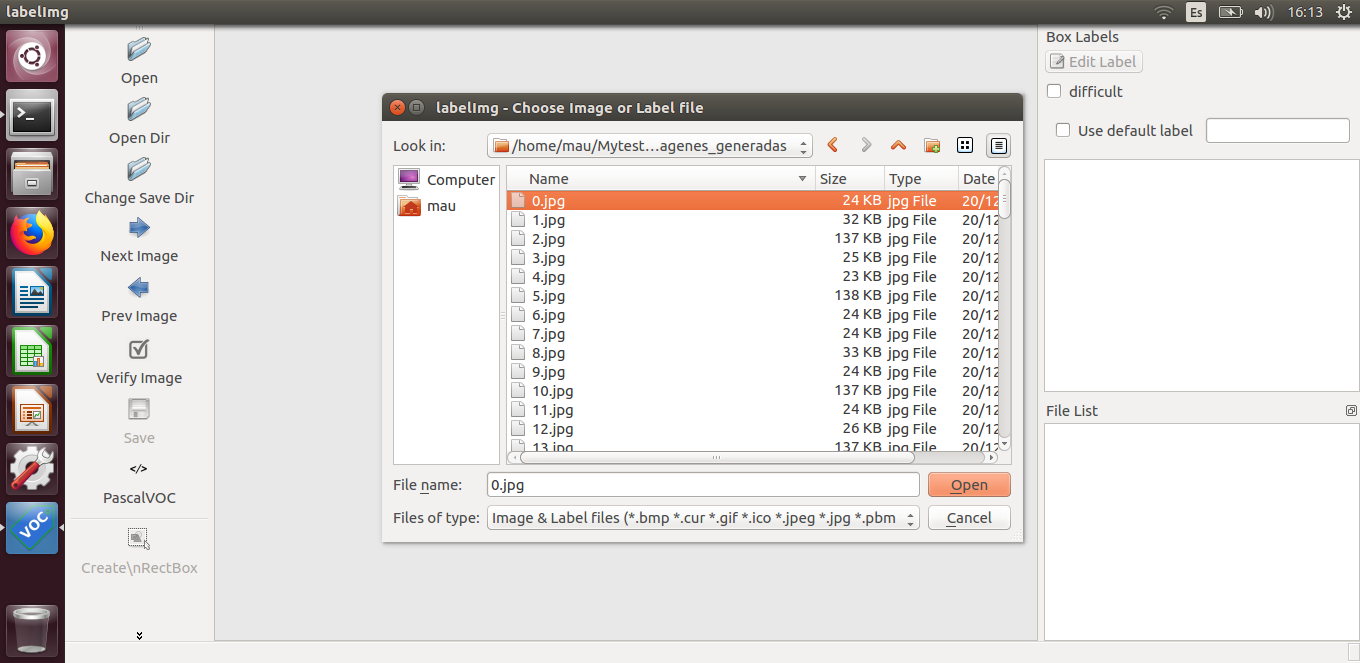 labelImg
Es
16:13
Open
Open Dir
Change Save Dir
Next Image
Prev Image
Verify Image
Save
</>
PascalVOC
Create\nRectBox
VOC
labelImg - Choose Image or Label file
Look in:
/home/mau/Mytest...agenes_generadas
Computer
mau
Name Size Type Date
0.jpg 24 KB jpg File 20/12
1.jpg 32 KB jpg File 20/12
2.jpg 137 KB jpg File 20/12
3.jpg 25 KB jpg File 20/12
4.jpg 23 KB jpg File 20/12
5.jpg 138 KB jpg File 20/12
6.jpg 24 KB jpg File 20/12
7.jpg 24 KB jpg File 20/12
8.jpg 33 KB jpg File 20/12
9.jpg 24 KB jpg File 20/12
10.jpg 137 KB jpg File 20/12
11.jpg 24 KB jpg File 20/12
12.jpg 26 KB jpg File 20/12
13.jpg 137 KB jpg File 20/12
File name: 0.jpg Open
Files of type: Image & Label files (*.bmp *.cur *.gif *.ico *.jpeg *.jpg *.pbm Cancel
Box Labels
Edit Label
difficult
Use default label
File List